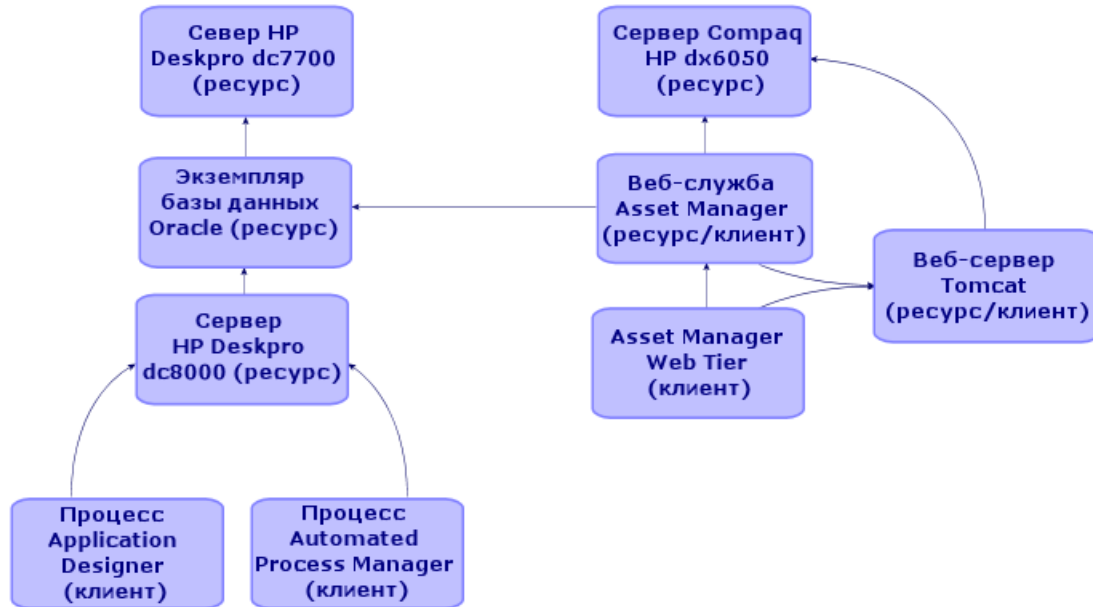 Север HP
Deskpro dc7700
(ресурс)
Сервер Compaq
HP dx6050
(ресурс)
Экземпляр
базы данных
Oracle (ресурс)
Веб-служба
Asset Manager
(ресурс/клиент)
Веб-сервер
Tomcat
(ресурс/клиент)
Сервер
HP Deskpro
dc8000 (ресурс)
Asset Manager
Web Tier
(клиент)
Процесс
Application
Designer
(клиент)
Процесс
Automated
Process Manager
(клиент)